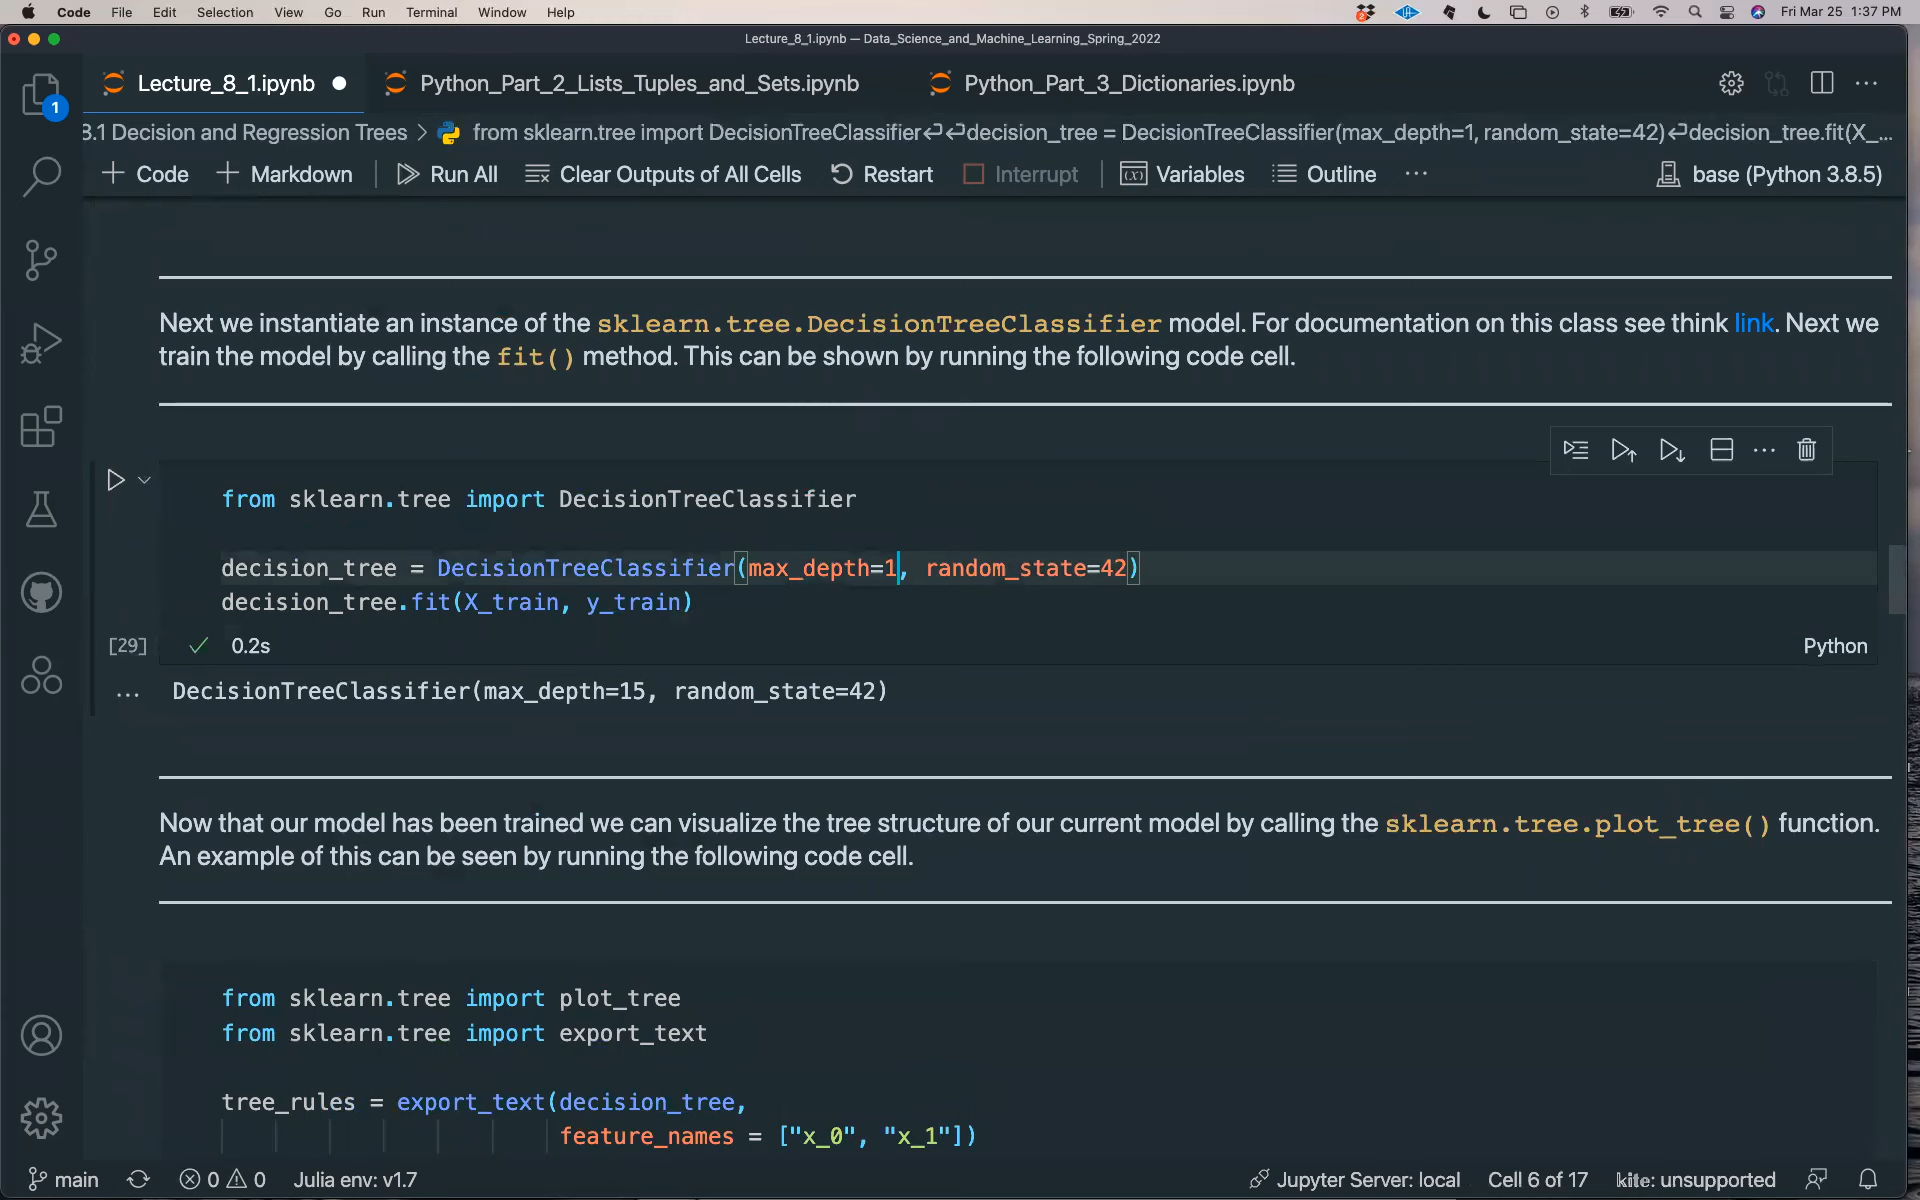 Code File Edit Selection View Go Run Terminal Window Help 2 Fri Mar 25 1:37 PM
Lecture_8_1.ipynb — Data_Science_and_Machine_Learning_Spring_2022
1 Lecture_8_1.ipynb Python_Part_2_Lists_Tuples_and_Sets.ipynb Python_Part_3_Dictionaries.ipynb
8.1 Decision and Regression Trees > from sklearn.tree import DecisionTreeClassifier↩↩decision_tree = DecisionTreeClassifier(max_depth=1, random_state=42)↩decision_tree.fit(X_...
Code Markdown Run All Clear Outputs of All Cells Restart Interrupt Variables Outline ··· base (Python 3.8.5)
Next we instantiate an instance of the sklearn.tree.DecisionTreeClassifier model. For documentation on this class see think link. Next we
train the model by calling the fit() method. This can be shown by running the following code cell.
from sklearn.tree import DecisionTreeClassifier
decision_tree = DecisionTreeClassifier(max_depth=1, random_state=42)
decision_tree.fit(X_train, y_train)
[29] ✓ 0.2s Python
... DecisionTreeClassifier(max_depth=15, random_state=42)
Now that our model has been trained we can visualize the tree structure of our current model by calling the sklearn.tree.plot_tree() function.
An example of this can be seen by running the following code cell.
from sklearn.tree import plot_tree
from sklearn.tree import export_text
tree_rules = export_text(decision_tree,
feature_names = ["x_0", "x_1"])
main 0 0 Julia env: v1.7 Jupyter Server: local Cell 6 of 17 kite: unsupported